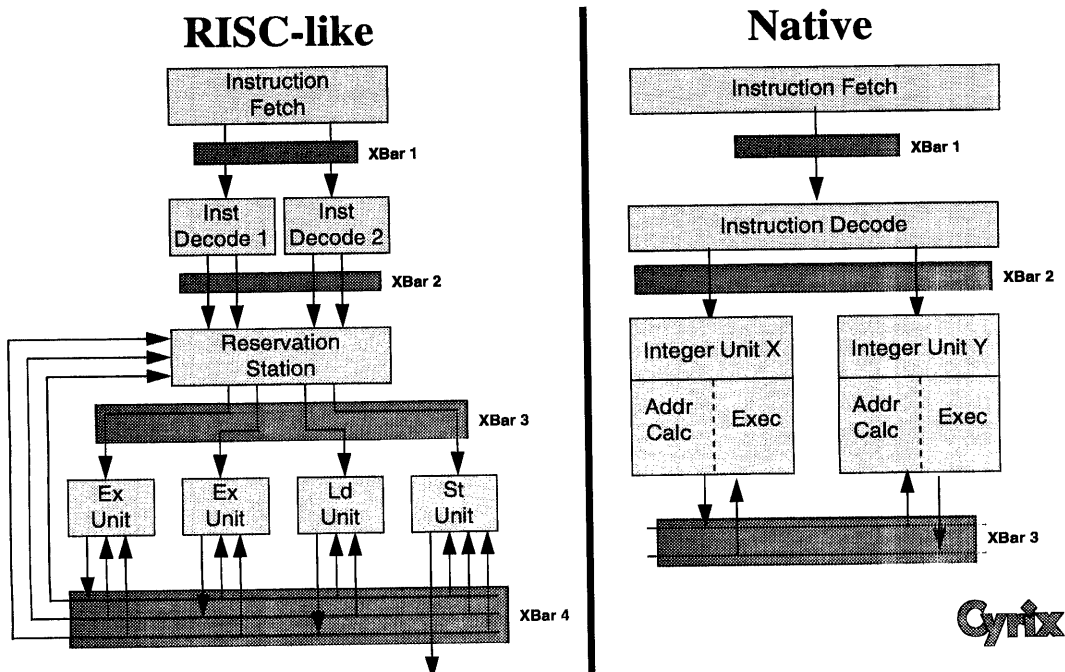 RISC-like
Instruction
Fetch
XBar 1
Inst
Decode 1
Inst
Decode 2
XBar 2
Reservation
Station
XBar 3
Ex
Unit
Ex
Unit
Ld
Unit
St
Unit
XBar 4
Native
Instruction Fetch
XBar 1
Instruction Decode
XBar 2
Integer Unit X
Integer Unit Y
Addr
Calc
Exec
Addr
Calc
Exec
XBar 3
Cyrix